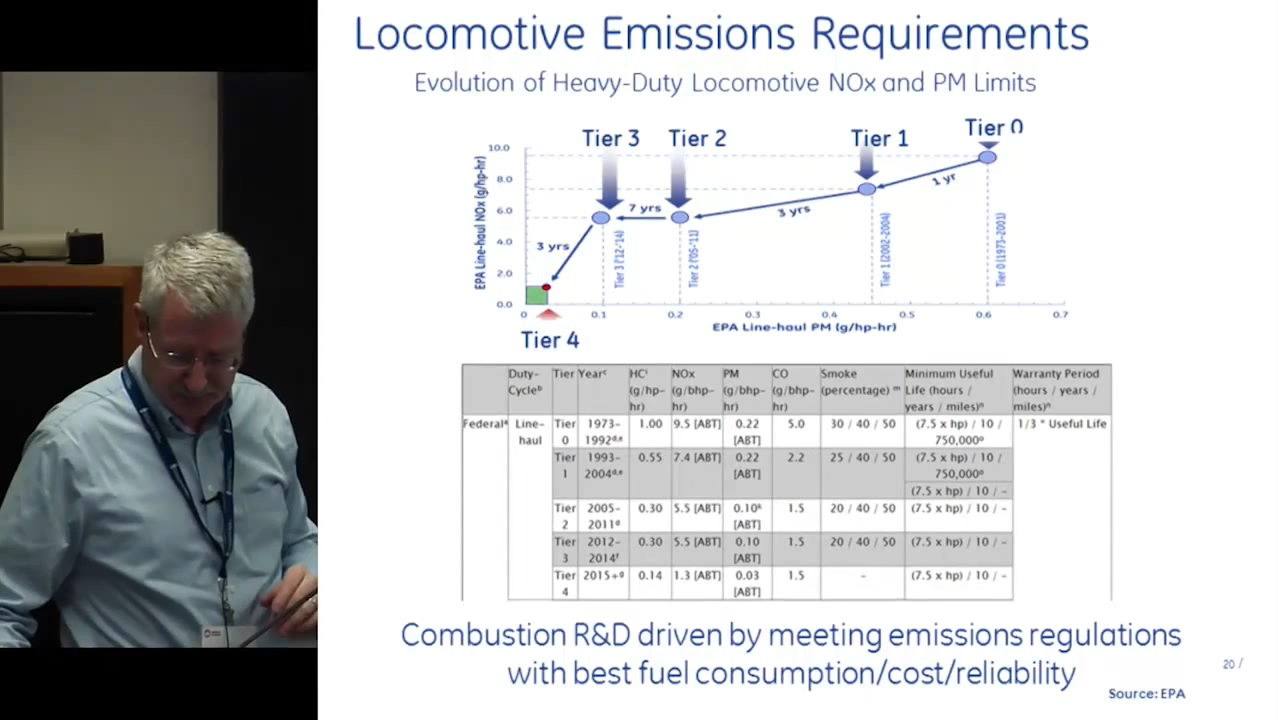 Locomotive Emissions Requirements
Evolution of Heavy-Duty Locomotive NOx and PM Limits
Tier 3 Tier 2 Tier 1 Tier 0
EPA Line-haul NOx (g/hp-hr)
10.0
8.0
6.0
4.0
2.0
0.0
3 yrs
7 yrs
3 yrs
1 yr
Tier 3 ('12-'14)
Tier 2 ('05-'11)
Tier 1 (2002-2004)
Tier 0 (1973-2001)
0 0.1 0.2 0.3 0.4 0.5 0.6 0.7
EPA Line-haul PM (g/hp-hr)
Tier 4
Duty- Tier Yearᶜ HCⁱ NOx PM CO Smoke Minimum Useful Warranty Period
Cycleᵇ (g/hp- (g/bhp- (g/bhp- (g/bhp- (percentage) ᵐ Life (hours / (hours / years /
hr) hr) hr) hr) years / miles)ⁿ miles)ⁿ
Federalᵃ Line- Tier 1973- 1.00 9.5 [ABT] 0.22 5.0 30 / 40 / 50 (7.5 x hp) / 10 / 1/3 * Useful Life
haul 0 1992ᵈ,ᵉ [ABT] 750,000ᵒ
Tier 1993- 0.55 7.4 [ABT] 0.22 2.2 25 / 40 / 50 (7.5 x hp) / 10 /
1 2004ᵈ,ᵉ [ABT] 750,000ᵒ
(7.5 x hp) / 10 / -
Tier 2005- 0.30 5.5 [ABT] 0.10ᵏ 1.5 20 / 40 / 50 (7.5 x hp) / 10 / -
2 2011ᵈ [ABT]
Tier 2012- 0.30 5.5 [ABT] 0.10 1.5 20 / 40 / 50 (7.5 x hp) / 10 / -
3 2014ᶠ [ABT]
Tier 2015+ᵍ 0.14 1.3 [ABT] 0.03 1.5 - (7.5 x hp) / 10 / -
4 [ABT]
Combustion R&D driven by meeting emissions regulations
with best fuel consumption/cost/reliability
20 /
Source: EPA